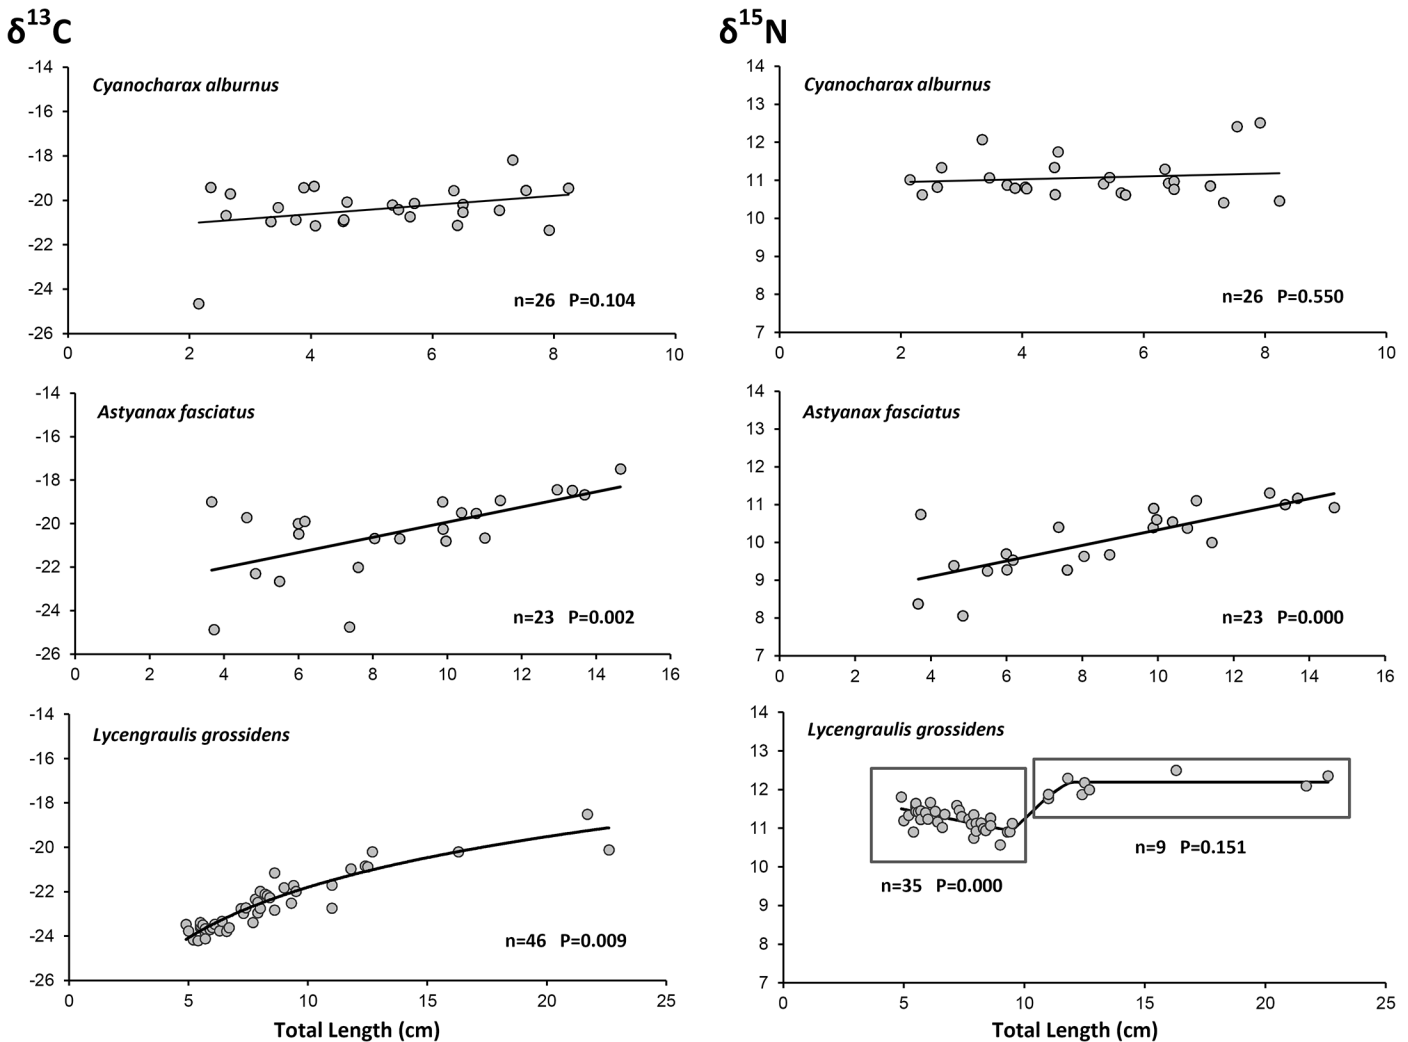 δ13C
δ15N
-14
-16
-18
-20
-22
-24
-26
Cyanocharax alburnus
n=26 P=0.104
0 2 4 6 8 10
14
13
12
11
10
9
8
7
Cyanocharax alburnus
n=26 P=0.550
0 2 4 6 8 10
-14
-16
-18
-20
-22
-24
-26
Astyanax fasciatus
n=23 P=0.002
0 2 4 6 8 10 12 14 16
14
13
12
11
10
9
8
7
Astyanax fasciatus
n=23 P=0.000
0 2 4 6 8 10 12 14 16
-14
-16
-18
-20
-22
-24
-26
Lycengraulis grossidens
n=46 P=0.009
0 5 10 15 20 25
Total Length (cm)
14
13
12
11
10
9
8
7
Lycengraulis grossidens
n=9 P=0.151
n=35 P=0.000
0 5 10 15 20 25
Total Length (cm)